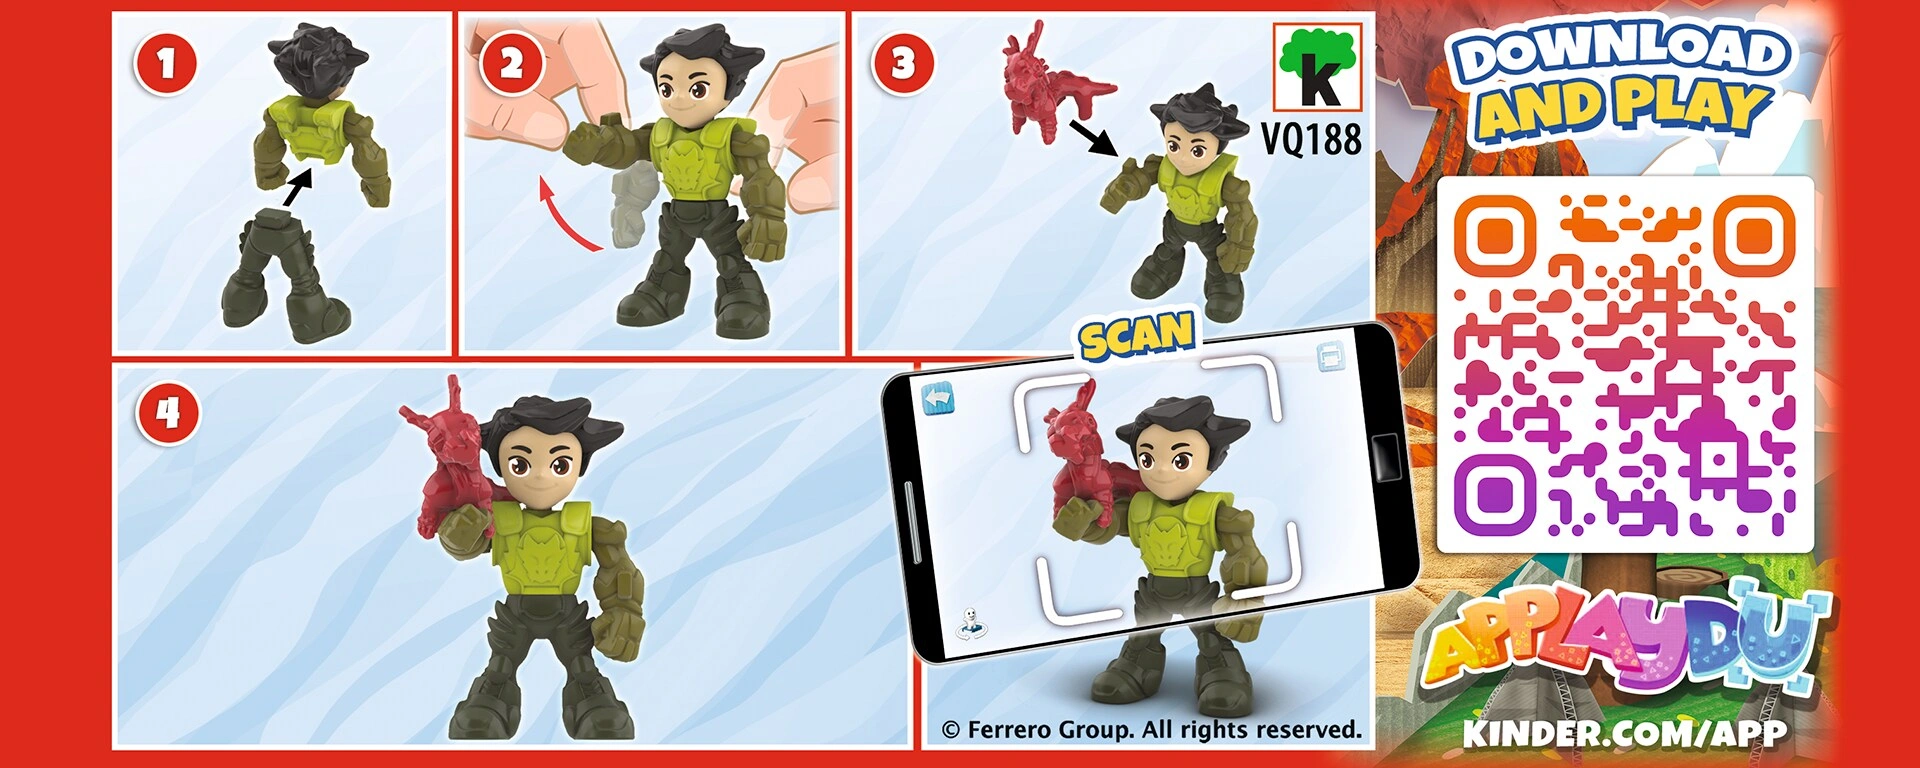 1
2
3
k
VQ188
4
SCAN
© Ferrero Group. All rights reserved.
DOWNLOAD
AND PLAY
APPLAYDU
KINDER.COM/APP